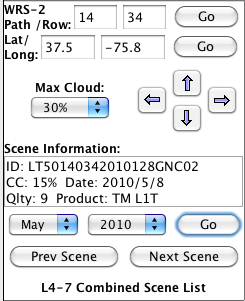 WRS-2
Path /Row: 14 34 Go
Lat/
Long: 37.5 -75.8 Go
Max Cloud:
30%
Scene Information:
ID: LT50140342010128GNC02
CC: 15% Date: 2010/5/8
Qlty: 9 Product: TM L1T
May 2010 Go
Prev Scene Next Scene
L4-7 Combined Scene List